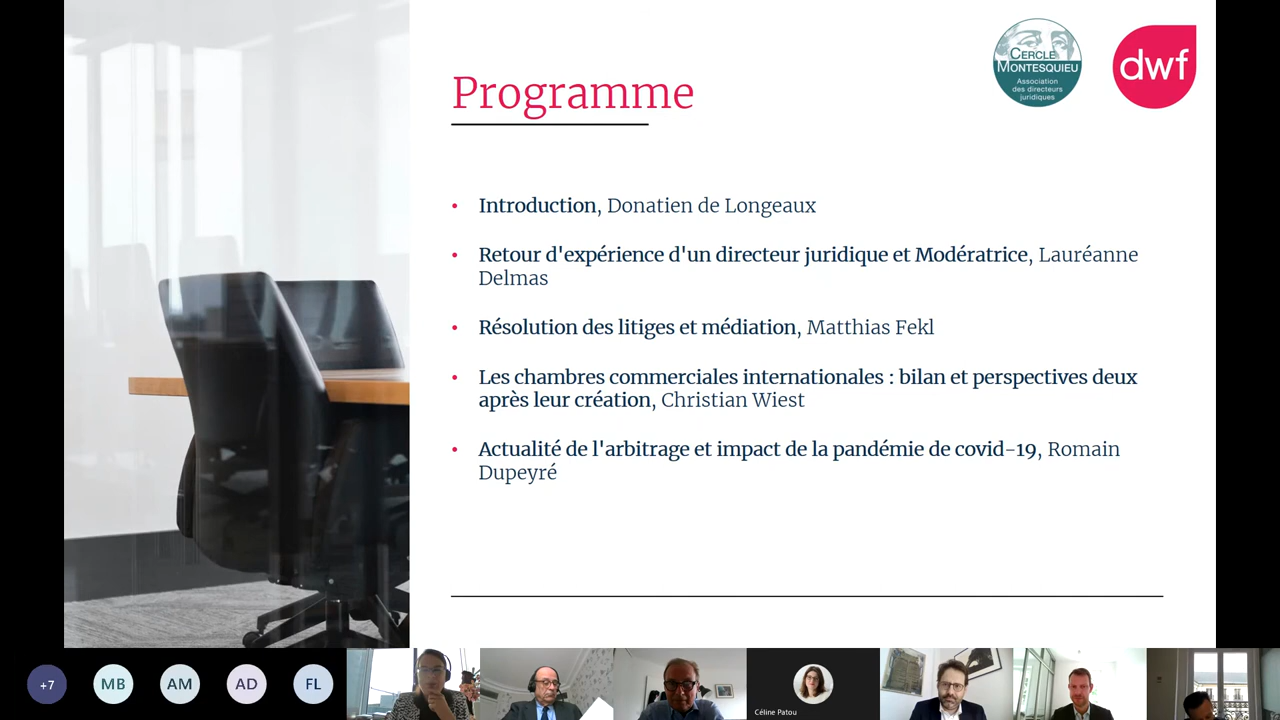 CERCLE
MONTESQUIEU
Association
des directeurs
juridiques
dwf
Programme
• Introduction, Donatien de Longeaux
• Retour d'expérience d'un directeur juridique et Modératrice, Lauréanne
Delmas
• Résolution des litiges et médiation, Matthias Fekl
• Les chambres commerciales internationales : bilan et perspectives deux
après leur création, Christian Wiest
• Actualité de l'arbitrage et impact de la pandémie de covid-19, Romain
Dupeyré
+7
MB
AM
AD
FL
Céline Patou